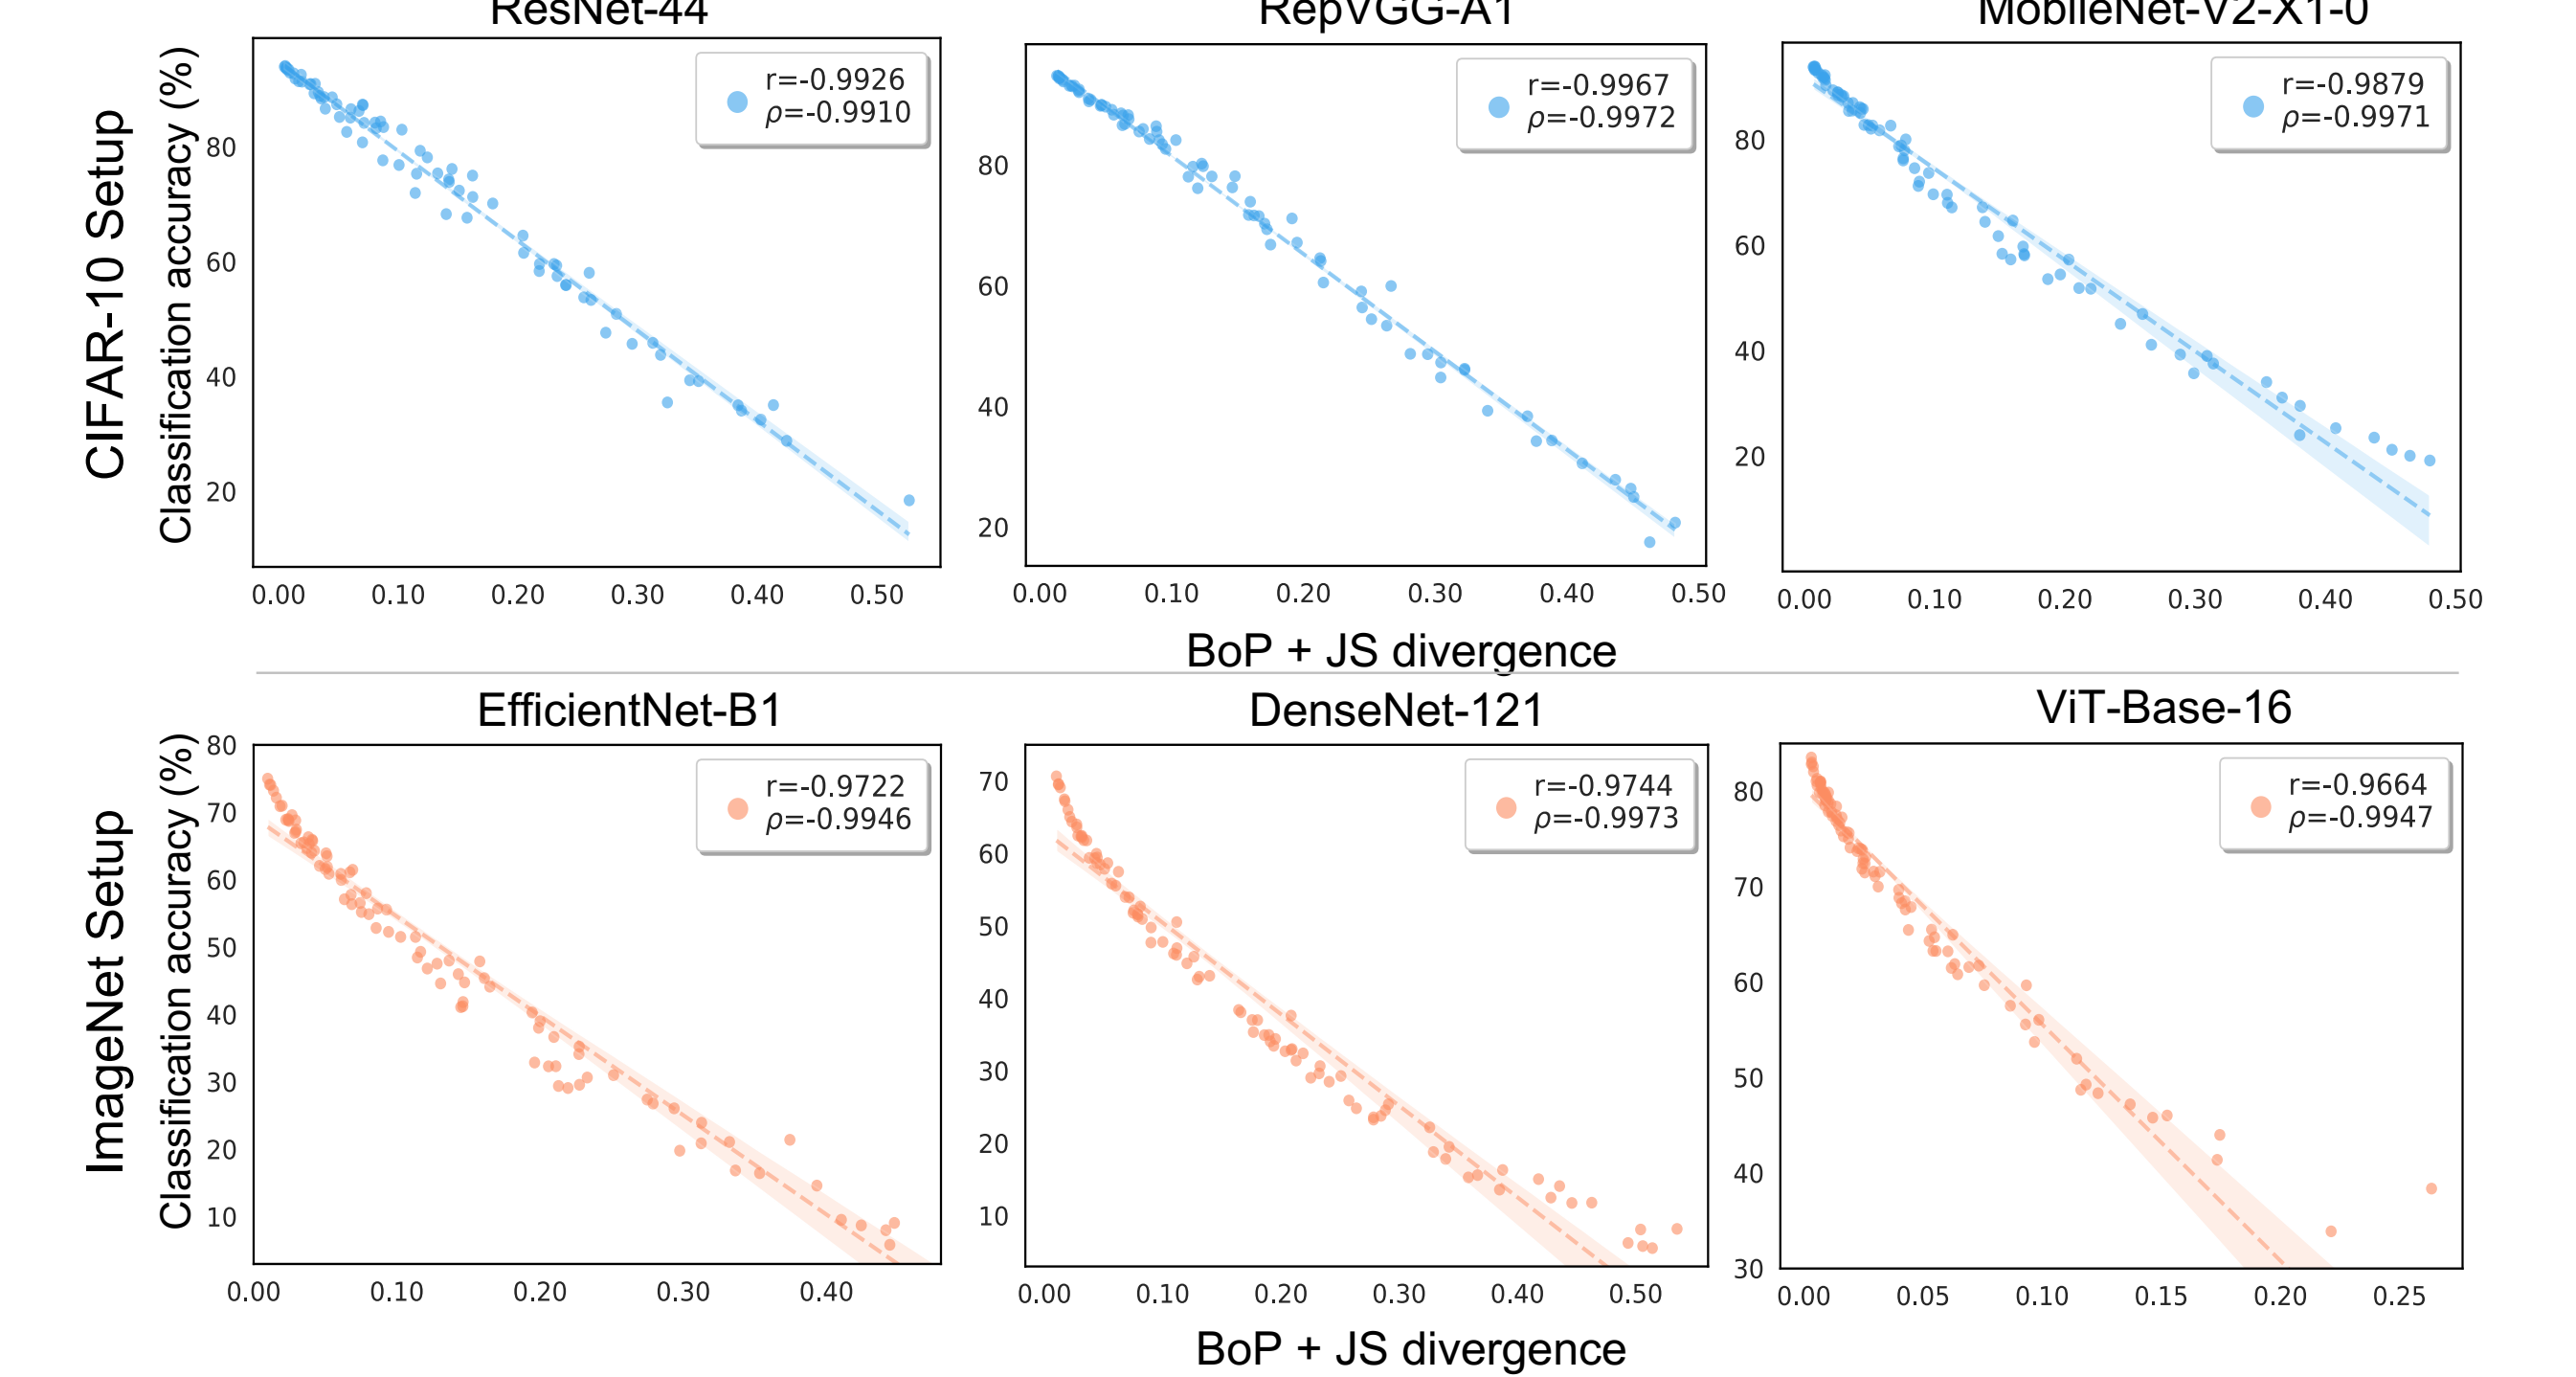 ResNet-44
RepVGG-A1
MobileNet-V2-X1-0
CIFAR-10 Setup
Classification accuracy (%)
80
60
40
20
r=-0.9926
ρ=-0.9910
0.00 0.10 0.20 0.30 0.40 0.50
80
60
40
20
r=-0.9967
ρ=-0.9972
0.00 0.10 0.20 0.30 0.40 0.50
80
60
40
20
r=-0.9879
ρ=-0.9971
0.00 0.10 0.20 0.30 0.40 0.50
BoP + JS divergence
EfficientNet-B1
DenseNet-121
ViT-Base-16
ImageNet Setup
Classification accuracy (%)
80
70
60
50
40
30
20
10
r=-0.9722
ρ=-0.9946
0.00 0.10 0.20 0.30 0.40
70
60
50
40
30
20
10
r=-0.9744
ρ=-0.9973
0.00 0.10 0.20 0.30 0.40 0.50
80
70
60
50
40
30
r=-0.9664
ρ=-0.9947
0.00 0.05 0.10 0.15 0.20 0.25
BoP + JS divergence